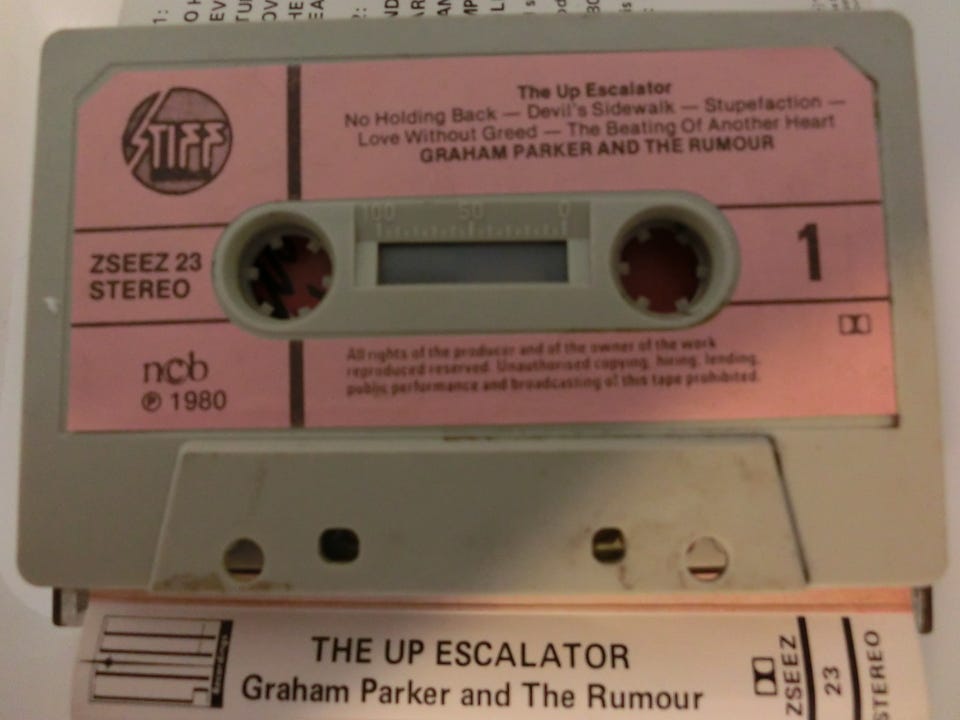 STIFF
The Up Escalator
No Holding Back — Devil's Sidewalk — Stupefaction —
Love Without Greed — The Beating Of Another Heart
GRAHAM PARKER AND THE RUMOUR
100 50 0
ZSEEZ 23
STEREO
1
ncb
℗ 1980
All rights of the producer and of the owner of the work
reproduced reserved. Unauthorised copying, hiring, lending,
public performance and broadcasting of this tape prohibited.
THE UP ESCALATOR
Graham Parker and The Rumour
ZSEEZ
23
STEREO